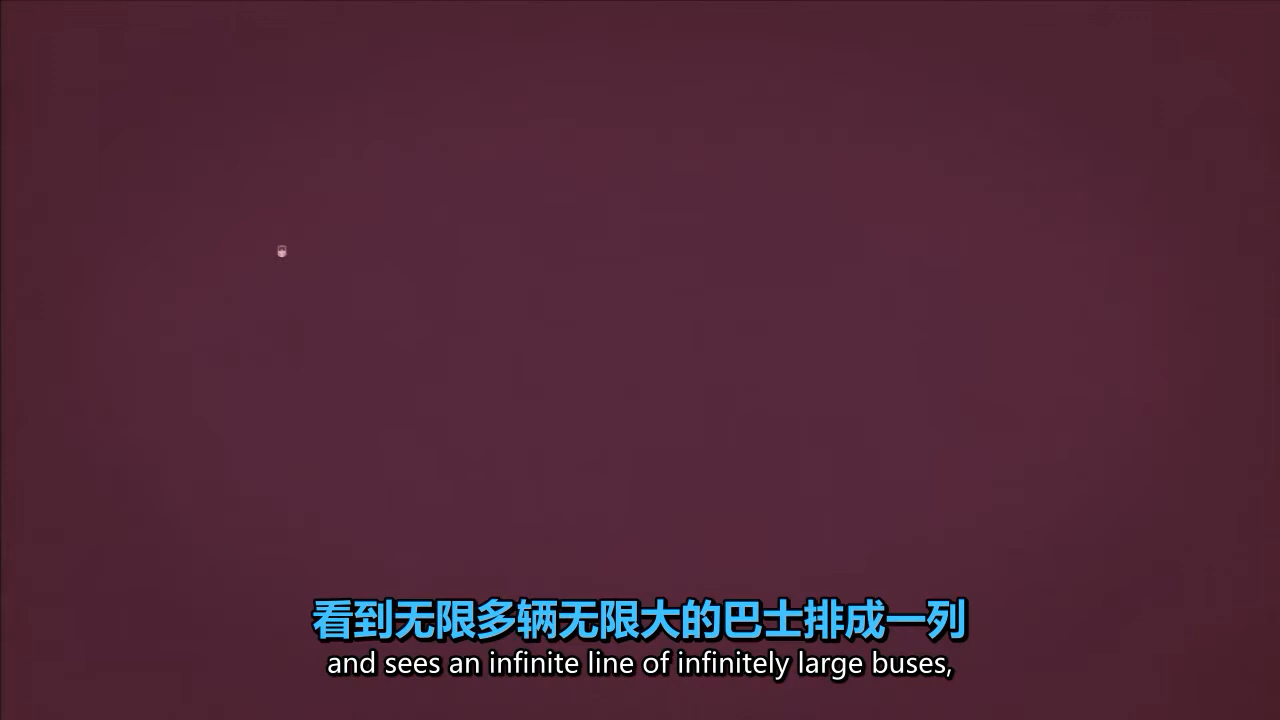 看到无限多辆无限大的巴士排成一列
and sees an infinite line of infinitely large buses,